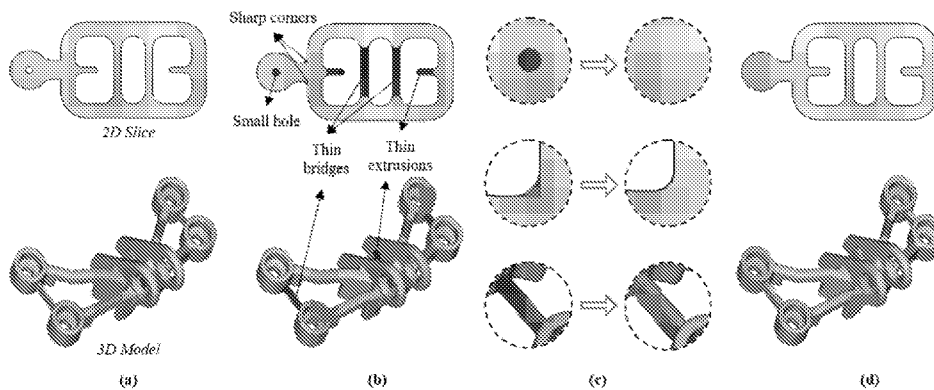 Sharp corners
Small hole
2D Slice
Thin
bridges
Thin
extrusions
3D Model
(a)
(b)
(c)
(d)